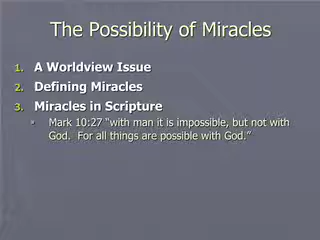 The Possibility of Miracles
1. A Worldview Issue
2. Defining Miracles
3. Miracles in Scripture
▪ Mark 10:27 “with man it is impossible, but not with
God. For all things are possible with God.”